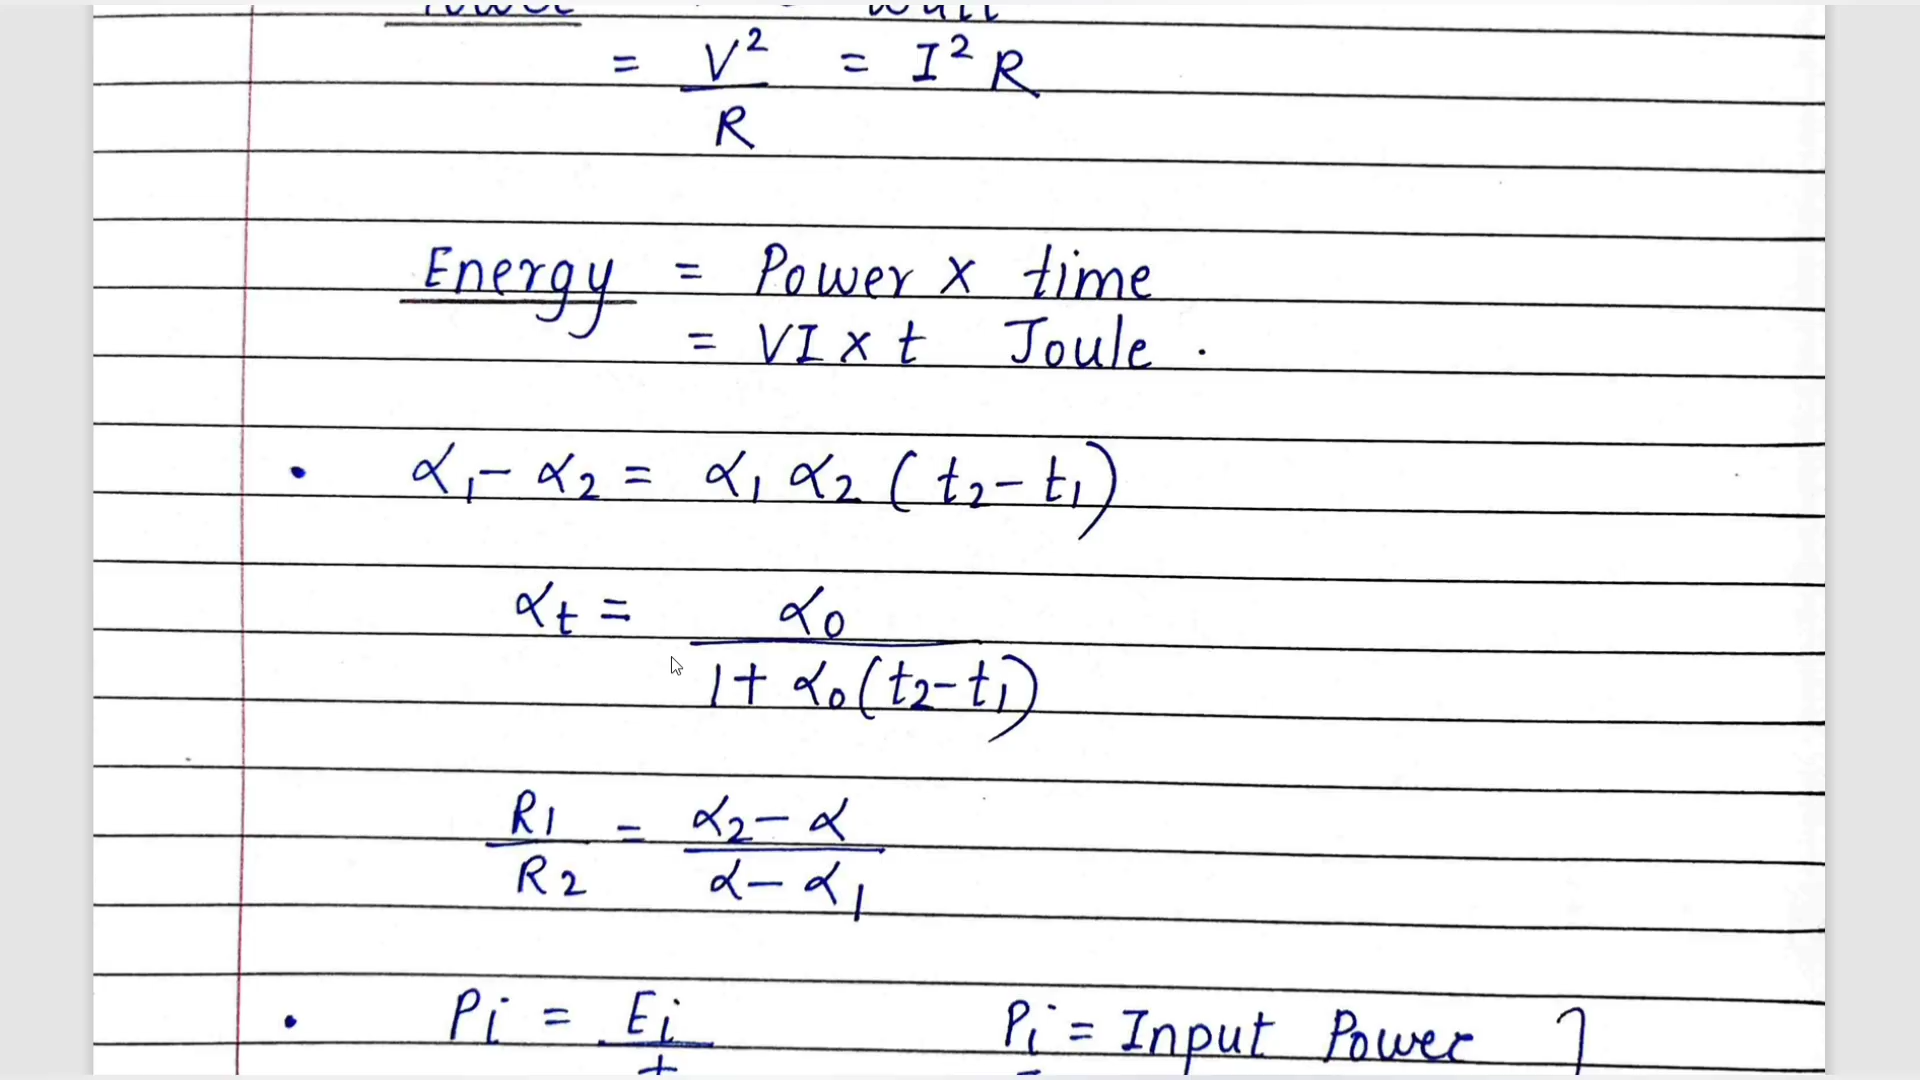 = V² = I² R
R
Energy = Power × time
= VI × t Joule .
• α₁ - α₂ = α₁ α₂ ( t₂ - t₁ )
αt = α₀
1 + α₀ ( t₂ - t₁ )
R₁ = α₂ - α
R₂ α - α₁
• Pi = Ei Pi = Input Power ]
t